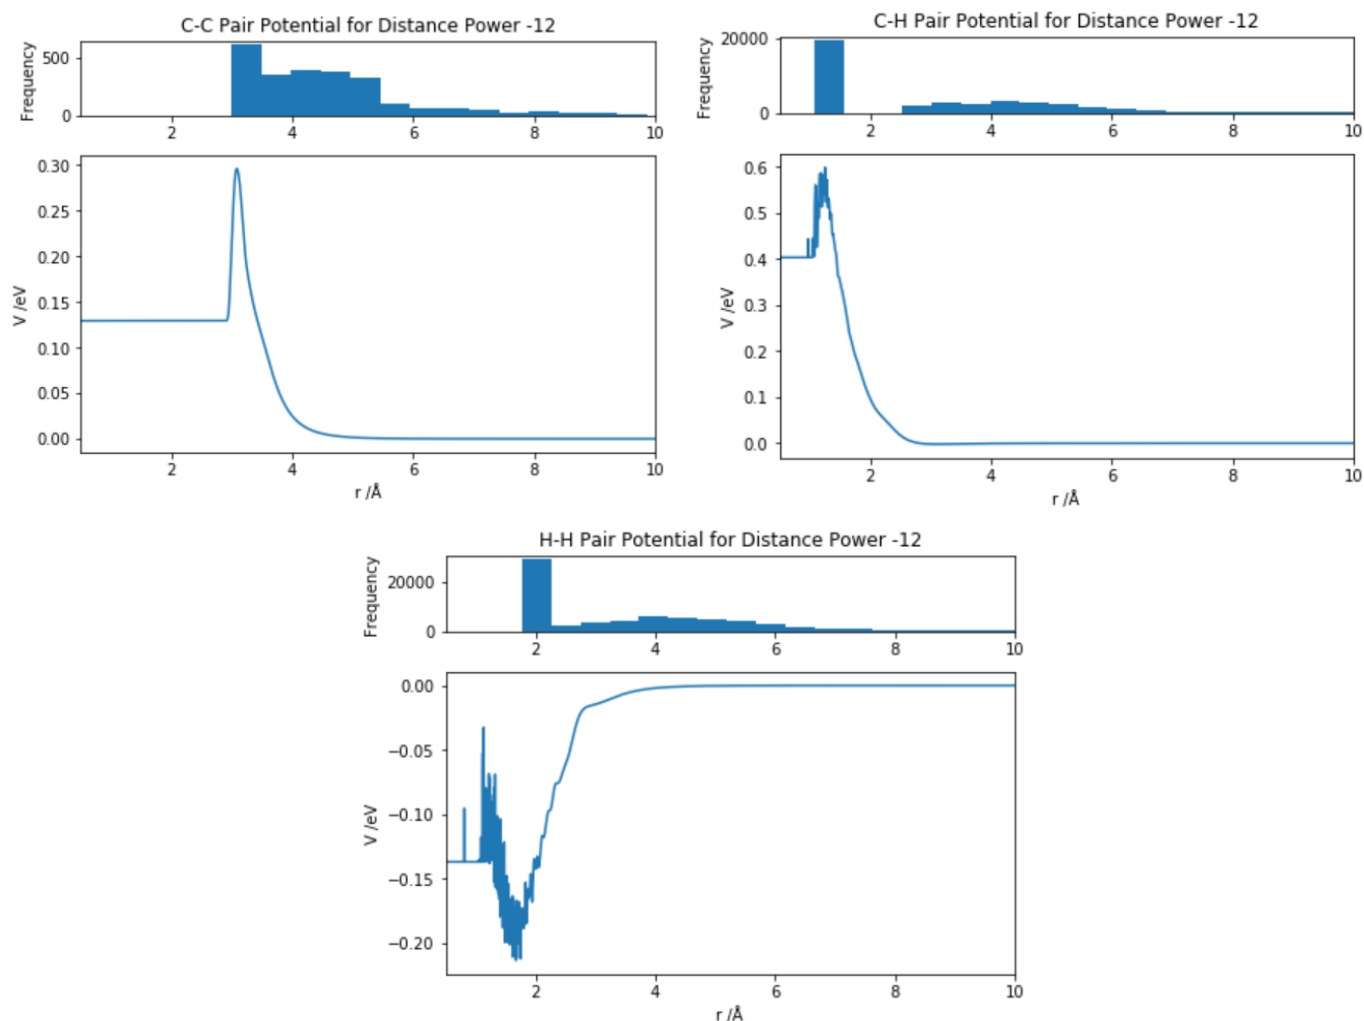 C-C Pair Potential for Distance Power -12
Frequency
500
0
2 4 6 8 10
V /eV
0.30
0.25
0.20
0.15
0.10
0.05
0.00
2 4 6 8 10
r /Å
C-H Pair Potential for Distance Power -12
Frequency
20000
0
2 4 6 8 10
V /eV
0.6
0.5
0.4
0.3
0.2
0.1
0.0
2 4 6 8 10
r /Å
H-H Pair Potential for Distance Power -12
Frequency
20000
0
2 4 6 8 10
V /eV
0.00
−0.05
−0.10
−0.15
−0.20
2 4 6 8 10
r /Å